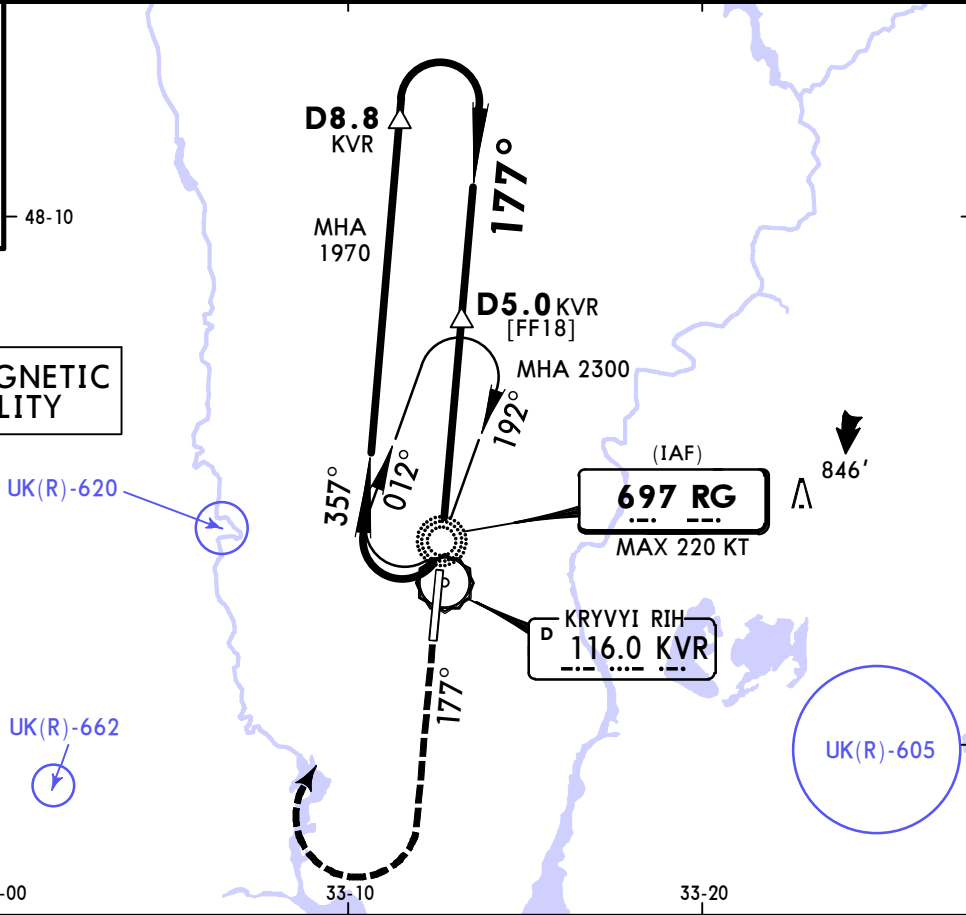 D8.8
KVR
177°
48-10
MHA
1970
D5.0 KVR
[FF18]
MHA 2300
GNETIC
LITY
192°
(IAF)
846'
357°
012°
UK(R)-620
697 RG
MAX 220 KT
KRYVYI RIH
D
116.0 KVR
177°
UK(R)-662
UK(R)-605
-00
33-10
33-20